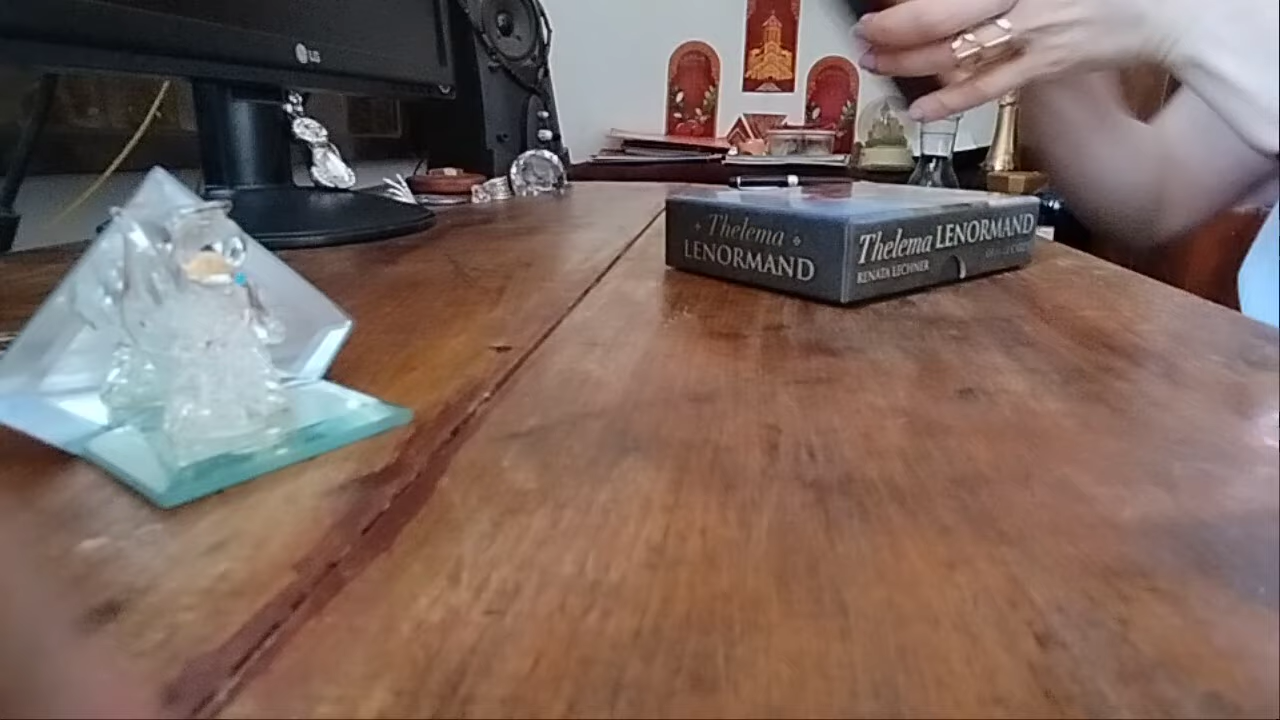 LG
Thelema
LENORMAND
Thelema LENORMAND
RENATA LECHNER